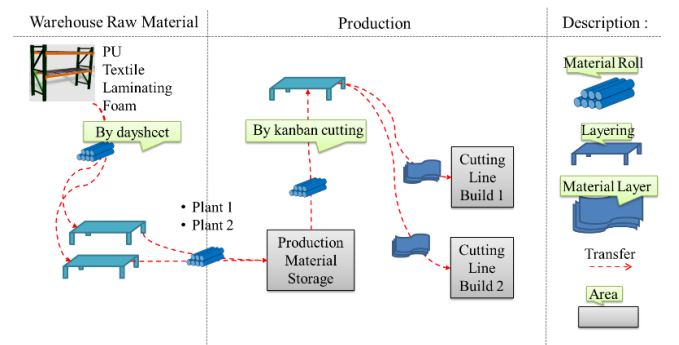 Warehouse Raw Material
Production
Description :
PU
Textile
Laminating
Foam
By daysheet
• Plant 1
• Plant 2
Production
Material
Storage
By kanban cutting
Cutting
Line
Build 1
Cutting
Line
Build 2
Material Roll
Layering
Material Layer
Transfer
Area